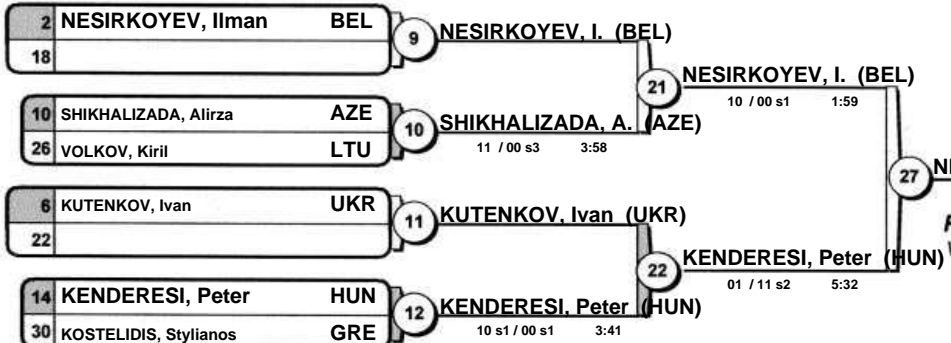 2 NESIRKOYEV, Ilman BEL
18
9
NESIRKOYEV, I. (BEL)
21
NESIRKOYEV, I. (BEL)
10 / 00 s1 1:59
10 SHIKHALIZADA, Alirza AZE
26 VOLKOV, Kiril LTU
10
SHIKHALIZADA, A. (AZE)
11 / 00 s3 3:58
27
6 KUTENKOV, Ivan UKR
22
11
KUTENKOV, Ivan (UKR)
22
KENDERESI, Peter (HUN)
01 / 11 s2 5:32
14 KENDERESI, Peter HUN
30 KOSTELIDIS, Stylianos GRE
12
KENDERESI, Peter (HUN)
10 s1 / 00 s1 3:41